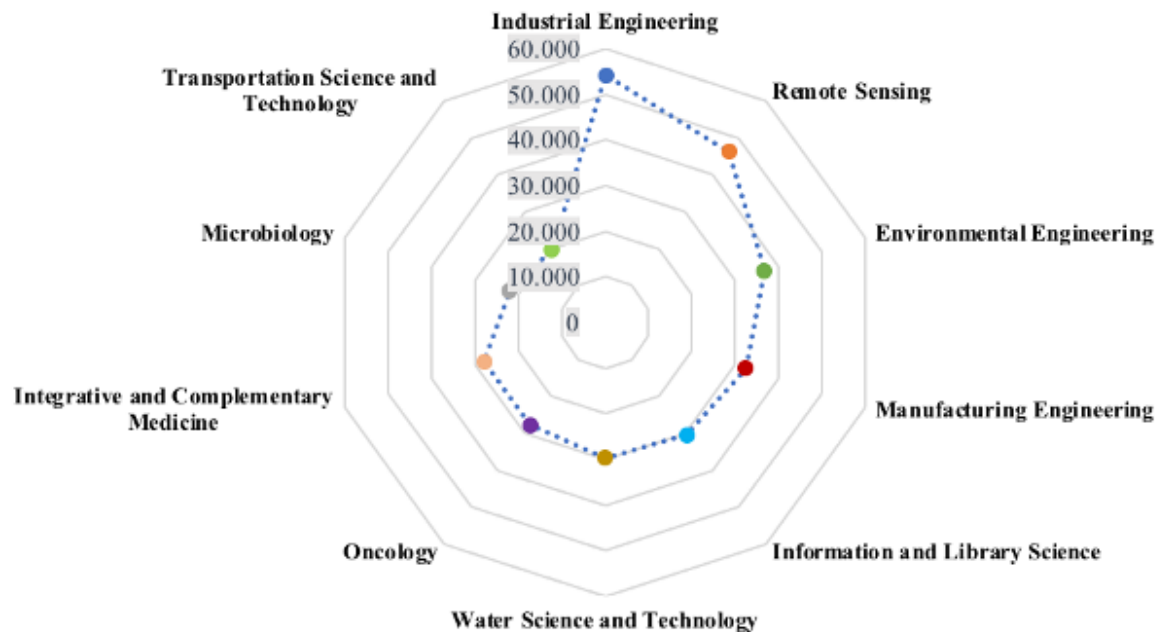 Industrial Engineering
60.000
Transportation Science and
Technology
Remote Sensing
50.000
40.000
30.000
Microbiology
Environmental Engineering
20.000
10.000
0
Integrative and Complementary
Medicine
Manufacturing Engineering
Oncology
Information and Library Science
Water Science and Technology